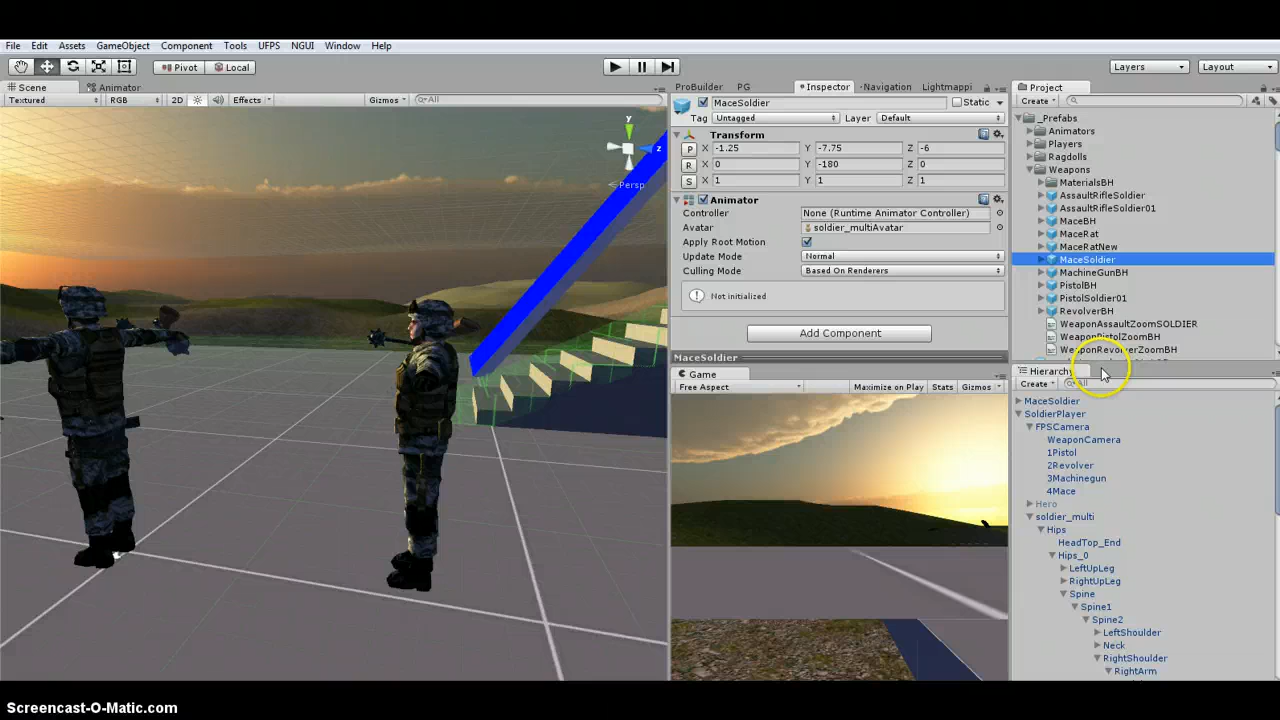 File Edit Assets GameObject Component Tools UFPS NGUI Window Help
Pivot Local Layers Layout
Scene Animator
Textured RGB 2D Effects Gizmos All
y
z
Persp
ProBuilder PG Inspector Navigation Lightmappi
MaceSoldier Static
Tag Untagged Layer Default
Transform
P X -1.25 Y -7.75 Z -6
R X 0 Y -180 Z 0
S X 1 Y 1 Z 1
Animator
Controller None (Runtime Animator Controller)
Avatar soldier_multiAvatar
Apply Root Motion
Update Mode Normal
Culling Mode Based On Renderers
Not initialized
Add Component
MaceSoldier
Game
Free Aspect Maximize on Play Stats Gizmos
Project
Create
_Prefabs
Animators
Players
Ragdolls
Weapons
MaterialsBH
AssaultRifleSoldier
AssaultRifleSoldier01
MaceBH
MaceRat
MaceRatNew
MaceSoldier
MachineGunBH
PistolBH
PistolSoldier01
RevolverBH
WeaponAssaultZoomSOLDIER
WeaponPistolZoomBH
WeaponRevolverZoomBH
Hierarchy
Create All
MaceSoldier
SoldierPlayer
FPSCamera
WeaponCamera
1Pistol
2Revolver
3Machinegun
4Mace
Hero
soldier_multi
Hips
HeadTop_End
Hips_0
LeftUpLeg
RightUpLeg
Spine
Spine1
Spine2
LeftShoulder
Neck
RightShoulder
RightArm
Screencast-O-Matic.com